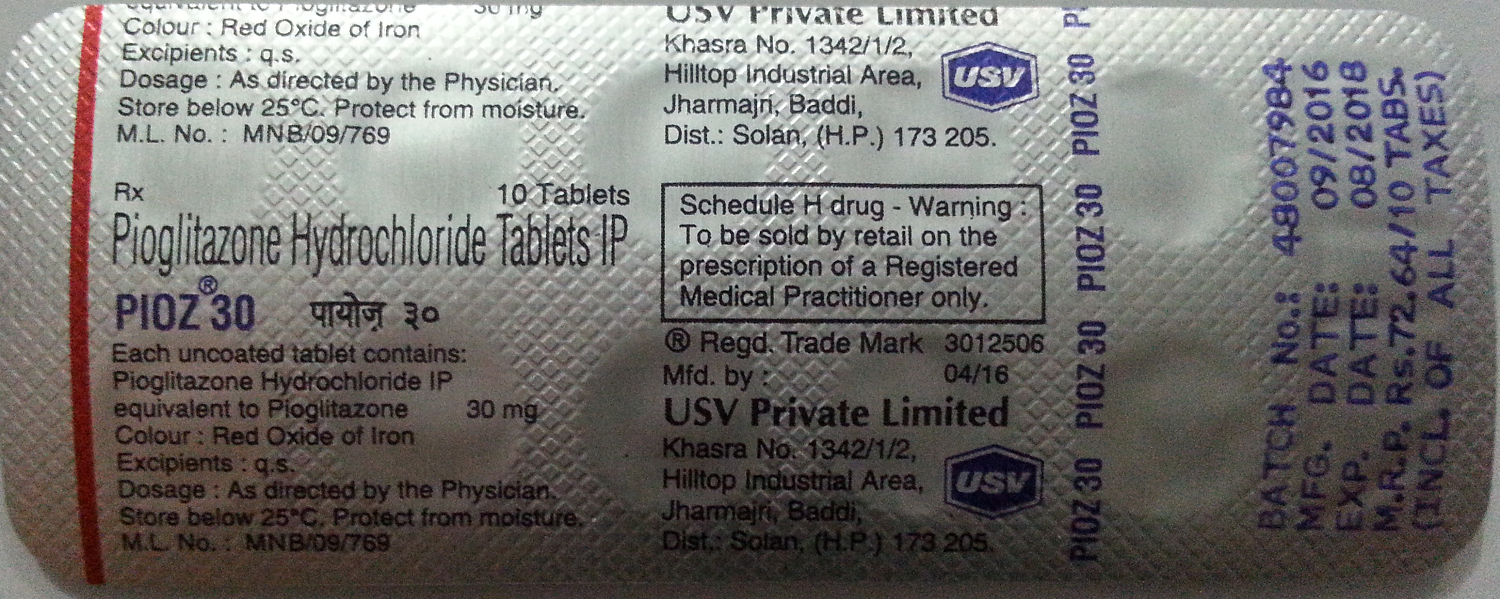 equivalent to Pioglitazone 30 mg
Colour : Red Oxide of Iron
Excipients : q.s.
Dosage : As directed by the Physician.
Store below 25°C. Protect from moisture.
M.L. No. : MNB/09/769
Rx 10 Tablets
Pioglitazone Hydrochloride Tablets IP
PIOZ® 30 पायोज़ ३०
Each uncoated tablet contains:
Pioglitazone Hydrochloride IP
equivalent to Pioglitazone 30 mg
Colour : Red Oxide of Iron
Excipients : q.s.
Dosage : As directed by the Physician.
Store below 25°C. Protect from moisture.
M.L. No. : MNB/09/769
USV Private Limited
Khasra No. 1342/1/2,
Hilltop Industrial Area,
Jharmajri, Baddi,
Dist.: Solan, (H.P.) 173 205.
USV
Schedule H drug - Warning :
To be sold by retail on the
prescription of a Registered
Medical Practitioner only.
® Regd. Trade Mark 3012506
Mfd. by : 04/16
USV Private Limited
Khasra No. 1342/1/2,
Hilltop Industrial Area,
Jharmajri, Baddi,
Dist.: Solan, (H.P.) 173 205.
USV
PIOZ 30 PIOZ 30 PIOZ 30 PIOZ 30
BATCH No.: 48007984
MFG. DATE: 09/2016
EXP. DATE: 08/2018
M.R.P. Rs.72.64/10 TABS.
(INCL. OF ALL TAXES)